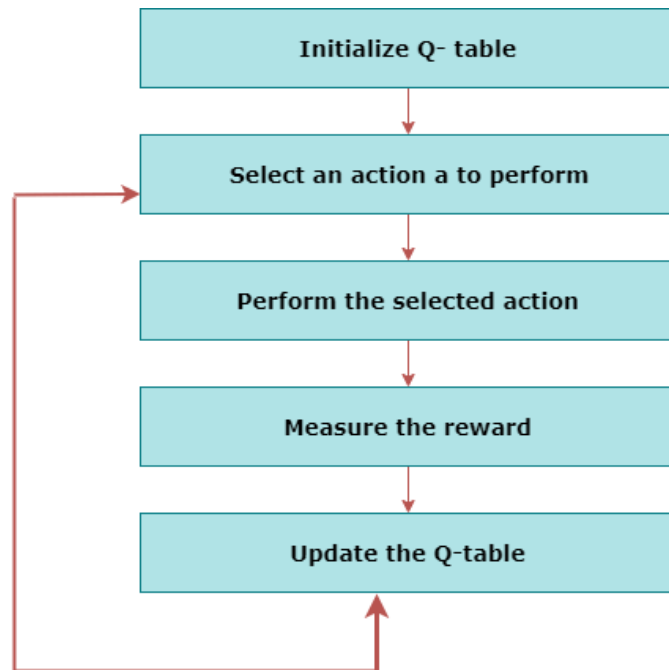 Initialize Q- table
Select an action a to perform
Perform the selected action
Measure the reward
Update the Q-table